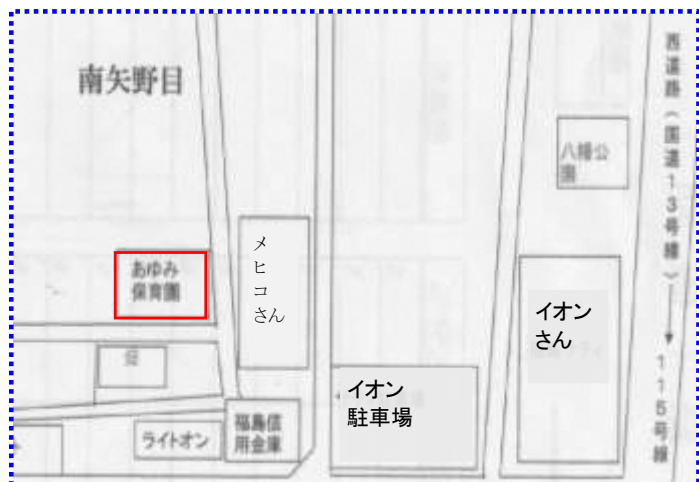 南矢野目
西道路（国道13号線）→115号線
八幡公
園
あゆみ
保育園
メヒコさん
イオン
さん
イオン
駐車場
福島信
用金庫
ライトオン